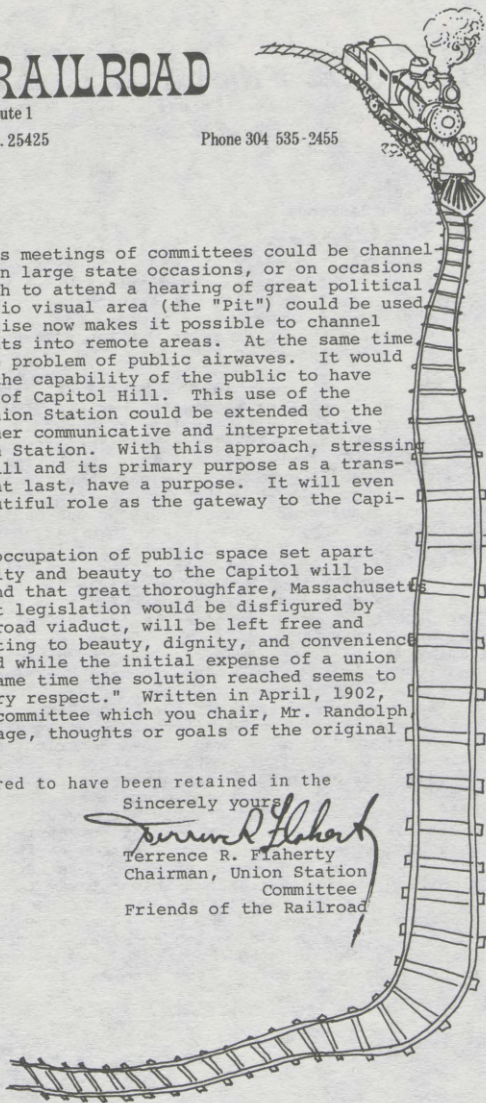 RAILROAD
ute 1
. 25425 Phone 304 535-2455
s meetings of committees could be channel-
n large state occasions, or on occasions
h to attend a hearing of great political
io visual area (the "Pit") could be used
ise now makes it possible to channel
ts into remote areas. At the same time
problem of public airwaves. It would
he capability of the public to have
of Capitol Hill. This use of the
nion Station could be extended to the
er communicative and interpretative
Station. With this approach, stressing
ill and its primary purpose as a trans-
t last, have a purpose. It will even
utiful role as the gateway to the Capi-
occupation of public space set apart
ity and beauty to the Capitol will be
nd that great thoroughfare, Massachusetts
t legislation would be disfigured by
road viaduct, will be left free and
ting to beauty, dignity, and convenience
d while the initial expense of a union
ame time the solution reached seems to
ry respect." Written in April, 1902,
committee which you chair, Mr. Randolph
age, thoughts or goals of the original
red to have been retained in the
Sincerely yours
Terrence R Flaherty
Terrence R. Flaherty
Chairman, Union Station
Committee
Friends of the Railroad